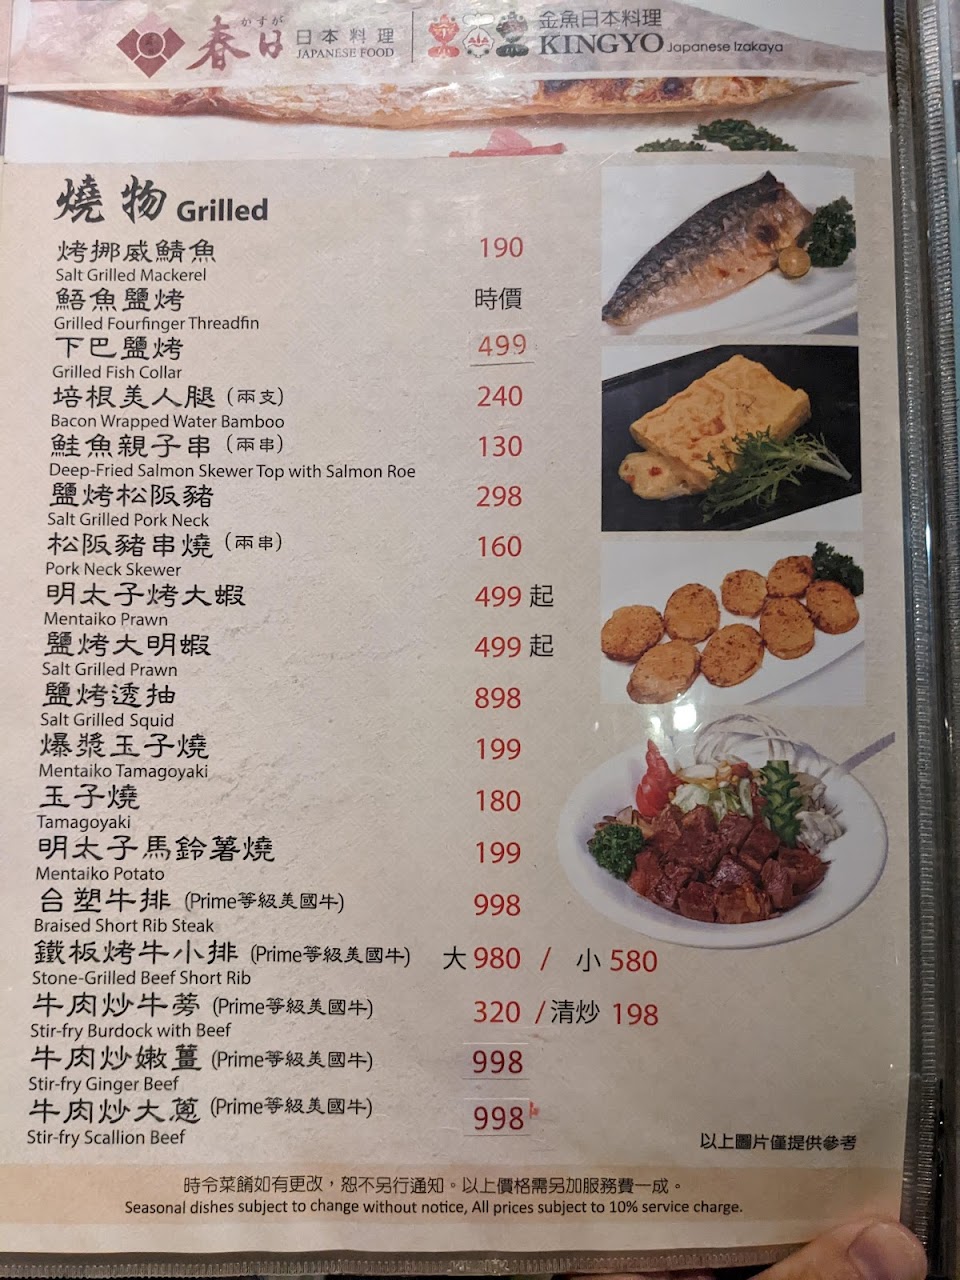 かすが
春日 日本料理
JAPANESE FOOD
金魚日本料理
KINGYO Japanese Izakaya
燒物 Grilled
烤挪威鯖魚 190
Salt Grilled Mackerel
鯃魚鹽烤 時價
Grilled Fourfinger Threadfin
下巴鹽烤 499
Grilled Fish Collar
培根美人腿(兩支) 240
Bacon Wrapped Water Bamboo
鮭魚親子串(兩串) 130
Deep-Fried Salmon Skewer Top with Salmon Roe
鹽烤松阪豬 298
Salt Grilled Pork Neck
松阪豬串燒(兩串) 160
Pork Neck Skewer
明太子烤大蝦 499 起
Mentaiko Prawn
鹽烤大明蝦 499 起
Salt Grilled Prawn
鹽烤透抽 898
Salt Grilled Squid
爆漿玉子燒 199
Mentaiko Tamagoyaki
玉子燒 180
Tamagoyaki
明太子馬鈴薯燒 199
Mentaiko Potato
台塑牛排 (Prime等級美國牛) 998
Braised Short Rib Steak
鐵板烤牛小排 (Prime等級美國牛) 大 980 / 小 580
Stone-Grilled Beef Short Rib
牛肉炒牛蒡 (Prime等級美國牛) 320 /清炒 198
Stir-fry Burdock with Beef
牛肉炒嫩薑 (Prime等級美國牛) 998
Stir-fry Ginger Beef
牛肉炒大蔥 (Prime等級美國牛) 998
Stir-fry Scallion Beef
以上圖片僅提供參考
時令菜餚如有更改，恕不另行通知。以上價格需另加服務費一成。
Seasonal dishes subject to change without notice, All prices subject to 10% service charge.